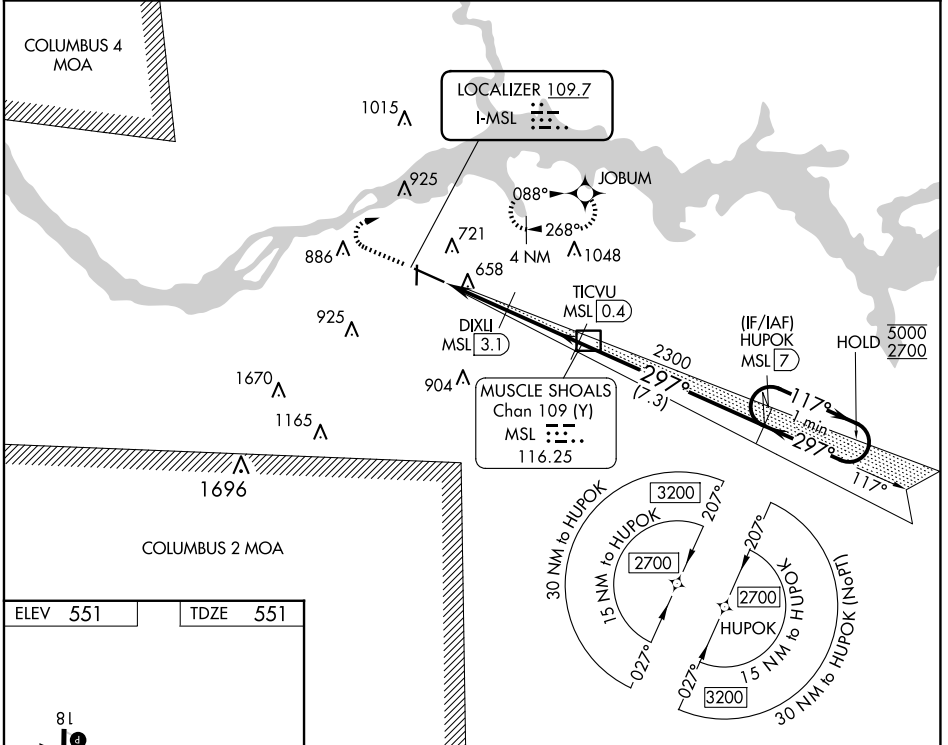 COLUMBUS 4
MOA
LOCALIZER 109.7
I-MSL
1015
925
088°
JOBUM
268°
4 NM
721
886
1048
658
TICVU
MSL 0.4
DIXLI
MSL 3.1
925
(IF/IAF)
HUPOK
MSL 7
HOLD
5000
2700
2300
297°
(7.3)
117°
1 min
297°
117°
904
MUSCLE SHOALS
Chan 109 (Y)
MSL
116.25
1670
1165
1696
COLUMBUS 2 MOA
30 NM to HUPOK
3200
207°
15 NM to HUPOK
2700
027°
207°
2700
HUPOK
15 NM to HUPOK
027°
3200
30 NM to HUPOK (NoPT)
ELEV 551
TDZE 551
18
P